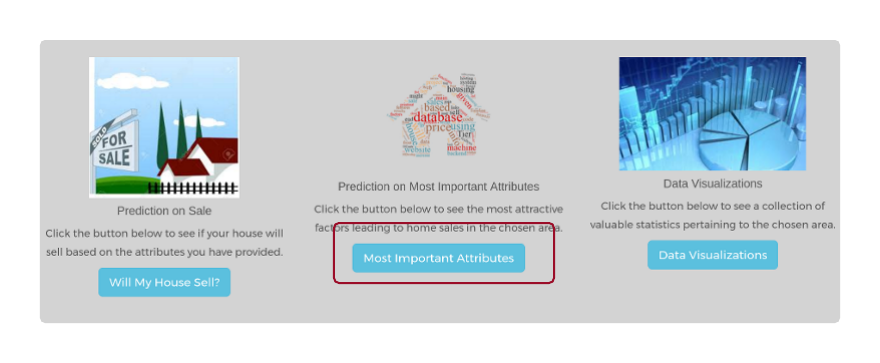 SOLD
FOR
SALE
Prediction on Sale
Click the button below to see if your house will
sell based on the attributes you have provided.
Will My House Sell?
housing
given
based
database
price using
Tier
website
machine
Prediction on Most Important Attributes
Click the button below to see the most attractive
factors leading to home sales in the chosen area.
Most Important Attributes
Data Visualizations
Click the button below to see a collection of
valuable statistics pertaining to the chosen area.
Data Visualizations